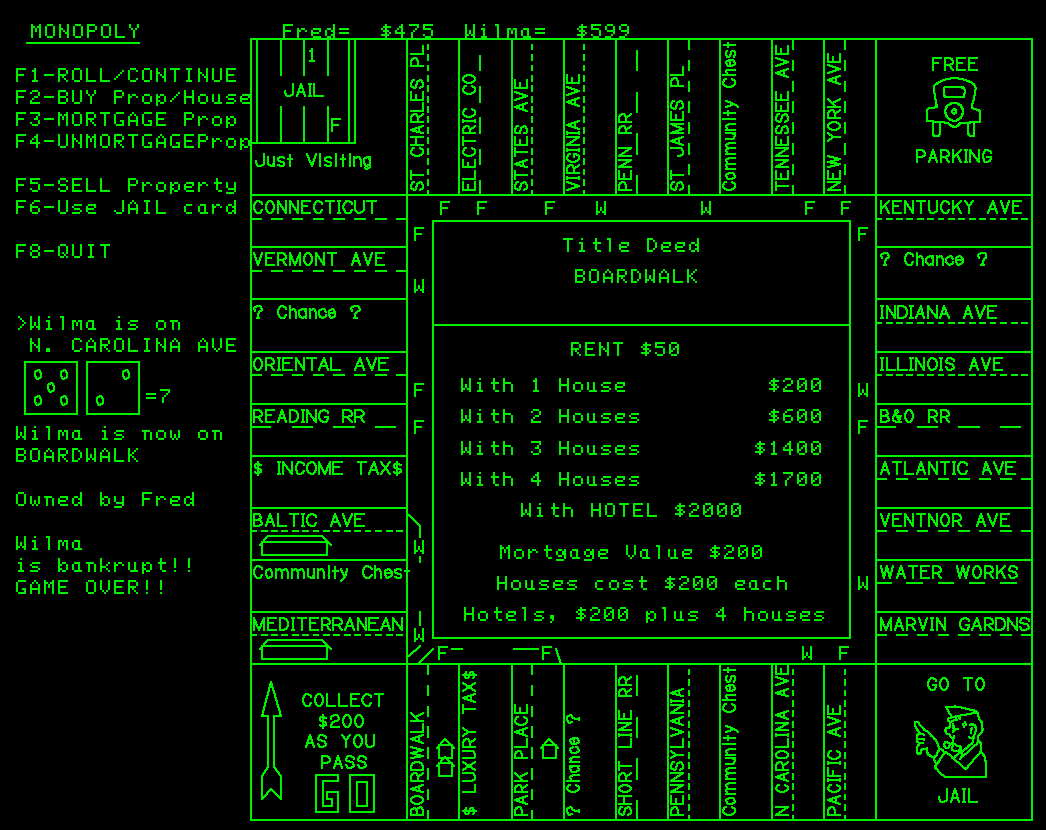 MONOPOLY
Fred= $475 Wilma= $599
F1-ROLL/CONTINUE
F2-BUY Prop/House
F3-MORTGAGE Prop
F4-UNMORTGAGEProp
F5-SELL Property
F6-Use JAIL card
F8-QUIT
>Wilma is on
N. CAROLINA AVE
=7
Wilma is now on
BOARDWALK
Owned by Fred
Wilma
is bankrupt!!
GAME OVER!!
1
JAIL
F
Just Visiting
ST CHARLES PL
ELECTRIC CO
STATES AVE
VIRGINIA AVE
PENN RR
ST JAMES PL
Community Chest
TENNESSEE AVE
NEW YORK AVE
FREE
PARKING
F F F W W F F
CONNECTICUT
F
VERMONT AVE
W
? Chance ?
ORIENTAL AVE
F
READING RR
F
$ INCOME TAX$
BALTIC AVE
W
Community Chest
MEDITERRANEAN
W
Title Deed
BOARDWALK
RENT $50
With 1 House $200
With 2 Houses $600
With 3 Houses $1400
With 4 Houses $1700
With HOTEL $2000
Mortgage Value $200
Houses cost $200 each
Hotels, $200 plus 4 houses
F
KENTUCKY AVE
? Chance ?
INDIANA AVE
W
ILLINOIS AVE
F
B&O RR
ATLANTIC AVE
VENTNOR AVE
W
WATER WORKS
MARVIN GARDNS
F F W F
COLLECT
$200
AS YOU
PASS
GO
BOARDWALK
$ LUXURY TAX$
PARK PLACE
? Chance ?
SHORT LINE RR
PENNSYLVANIA
Community Chest
N CAROLINA AVE
PACIFIC AVE
GO TO
JAIL